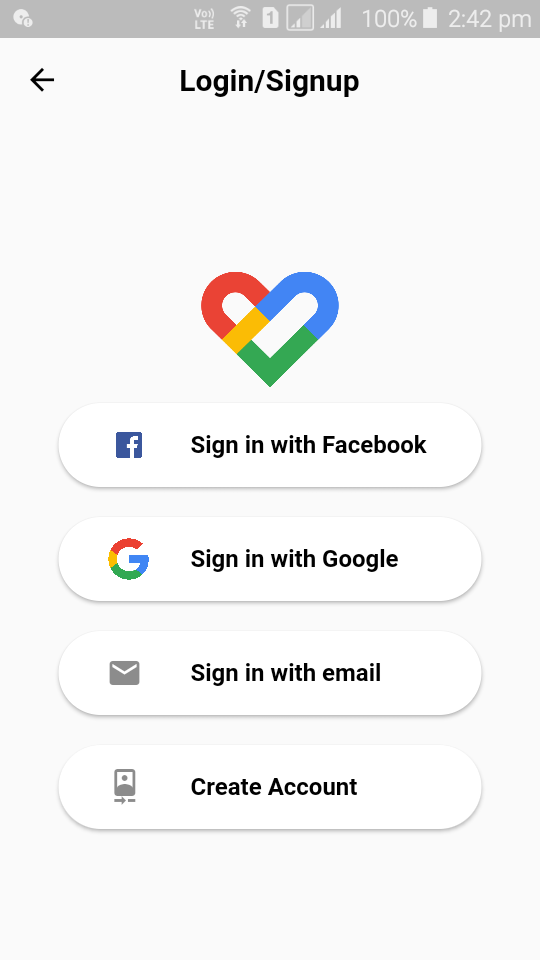 Vo)) LTE 1 100% 2:42 pm
Login/Signup
Sign in with Facebook
Sign in with Google
Sign in with email
Create Account